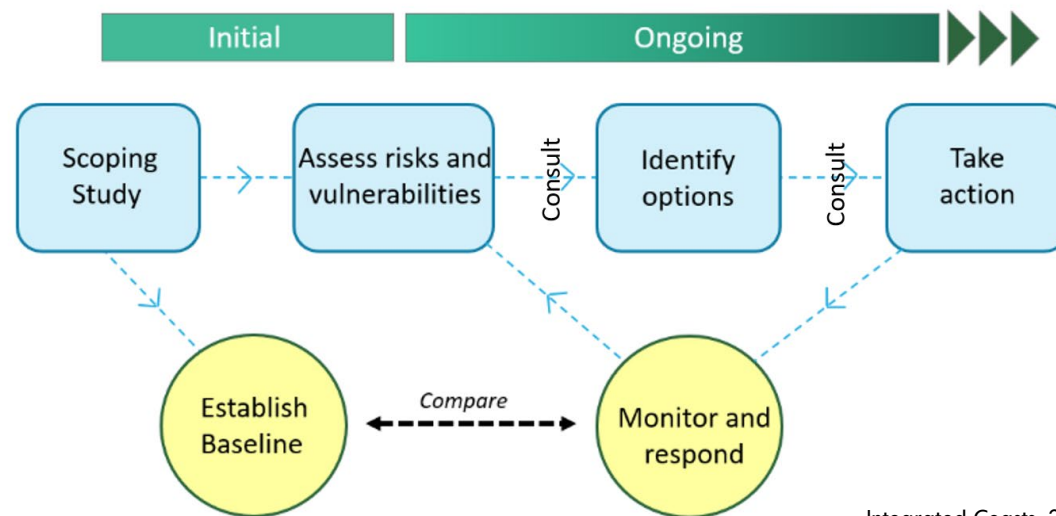 Initial
Ongoing
Scoping
Study
Assess risks and
vulnerabilities
Consult
Identify
options
Consult
Take
action
Establish
Baseline
Compare
Monitor and
respond